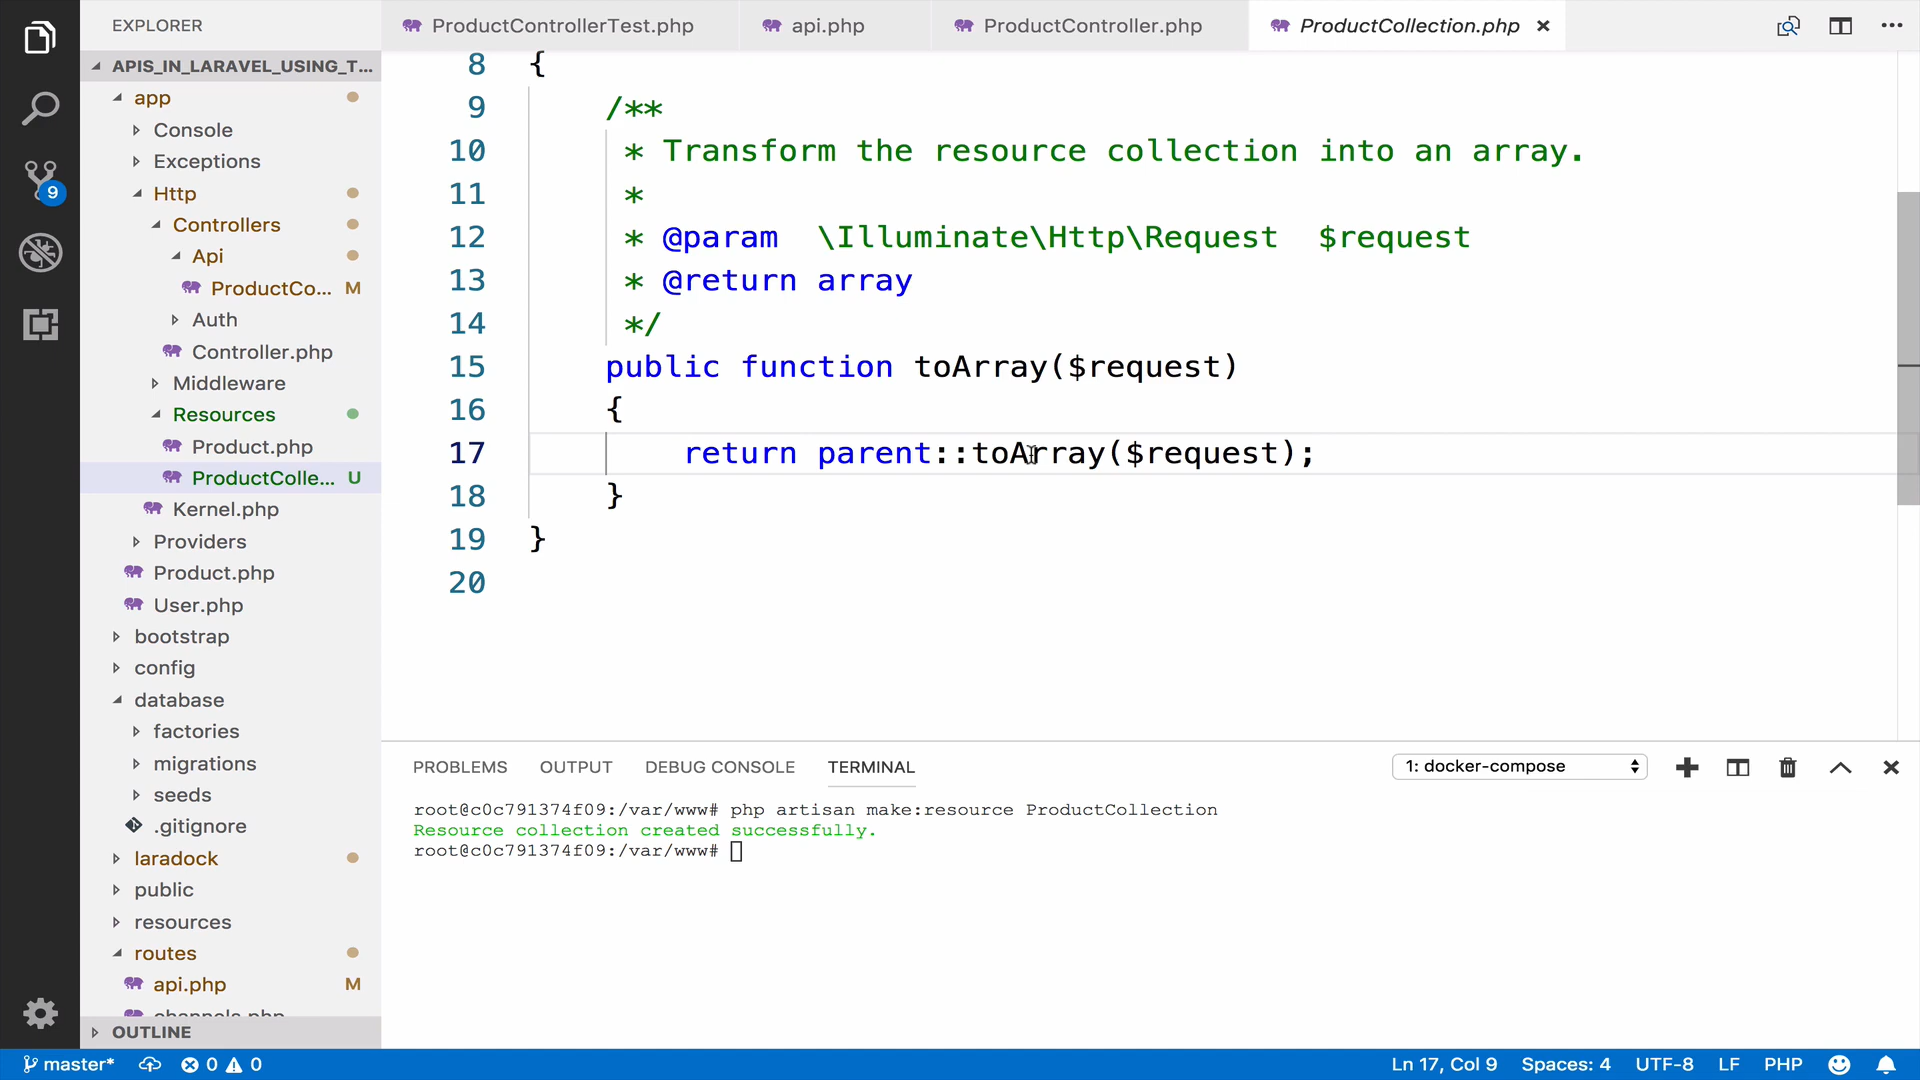 EXPLORER
ProductControllerTest.php
api.php
ProductController.php
ProductCollection.php
APIS_IN_LARAVEL_USING_T...
app
Console
Exceptions
Http
Controllers
Api
ProductCo... M
Auth
Controller.php
Middleware
Resources
Product.php
ProductColle... U
Kernel.php
Providers
Product.php
User.php
bootstrap
config
database
factories
migrations
seeds
.gitignore
laradock
public
resources
routes
api.php M
channels.php
OUTLINE
9
8 {
9 /**
10 * Transform the resource collection into an array.
11 *
12 * @param \Illuminate\Http\Request $request
13 * @return array
14 */
15 public function toArray($request)
16 {
17 return parent::toArray($request);
18 }
19 }
20
PROBLEMS OUTPUT DEBUG CONSOLE TERMINAL
1: docker-compose
root@c0c791374f09:/var/www# php artisan make:resource ProductCollection
Resource collection created successfully.
root@c0c791374f09:/var/www#
master* 0 0
Ln 17, Col 9 Spaces: 4 UTF-8 LF PHP